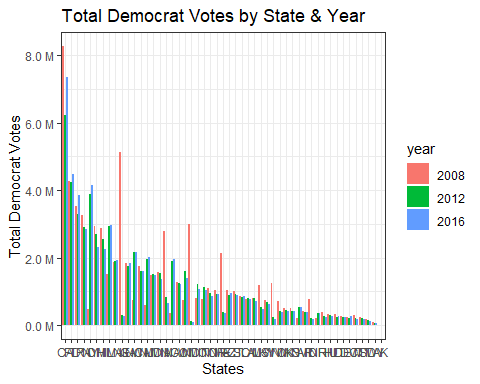 Total Democrat Votes by State & Year
8.0 M
6.0 M
4.0 M
2.0 M
0.0 M
Total Democrat Votes
States
year
2008
2012
2016